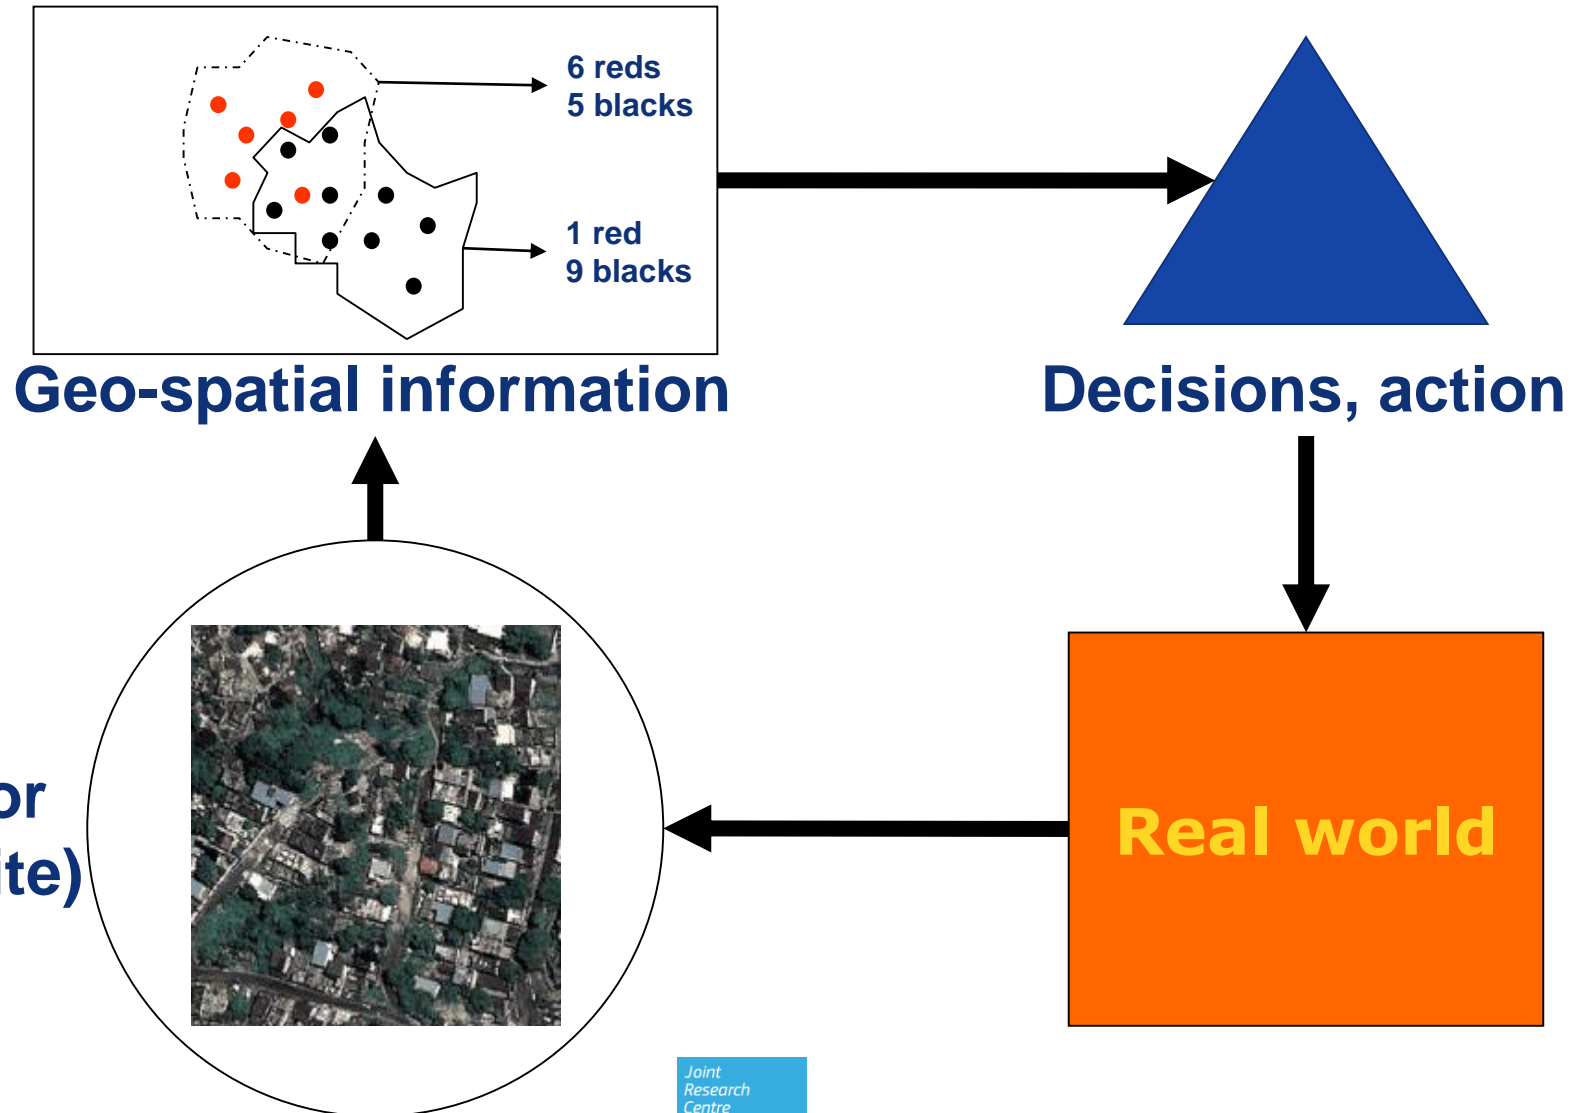 6 reds
5 blacks
1 red
9 blacks
Geo-spatial information
Decisions, action
or
ite)
Real world
Joint
Research
Centre